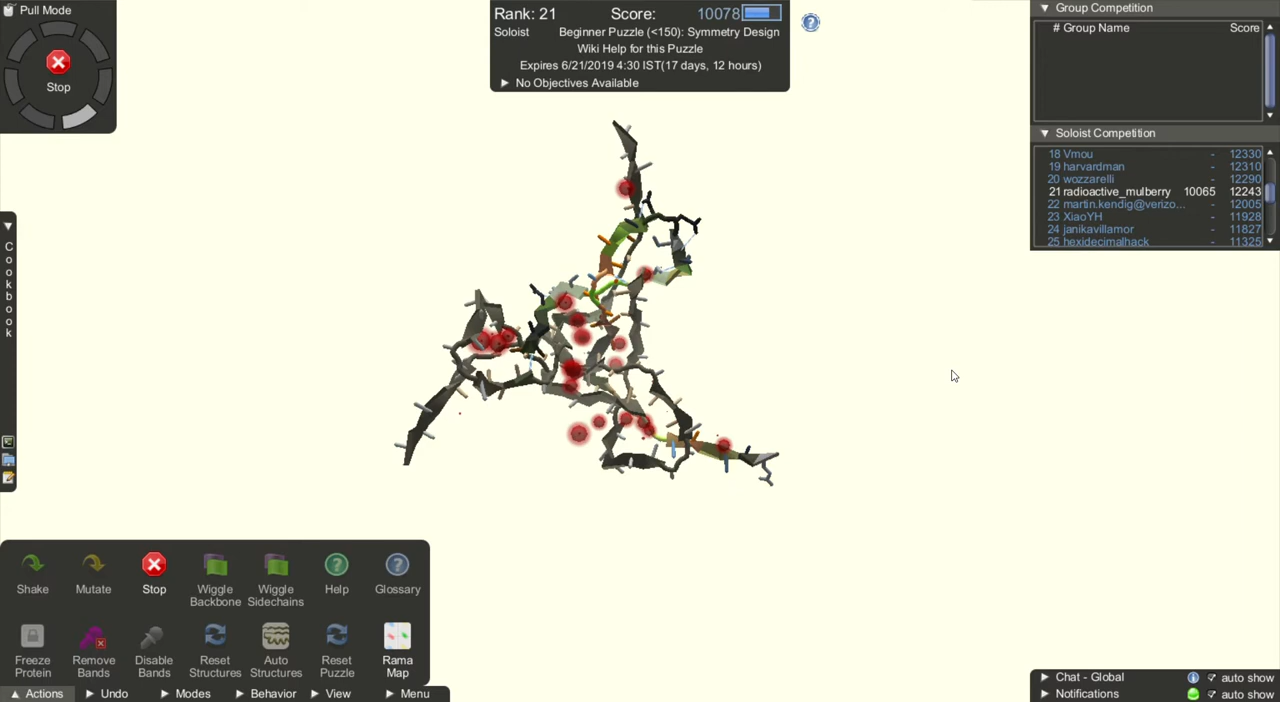 Pull Mode
Stop
Rank: 21 Score: 10078
Soloist Beginner Puzzle (<150): Symmetry Design
Wiki Help for this Puzzle
Expires 6/21/2019 4:30 IST(17 days, 12 hours)
No Objectives Available
Group Competition
# Group Name Score
Soloist Competition
18 Vmou - 12330
19 harvardman - 12310
20 wozzarelli - 12290
21 radioactive_mulberry 10065 12243
22 martin.kendig@verizo... - 12005
23 XiaoYH - 11928
24 janikavillamor - 11827
25 hexidecimalhack - 11325
Cookbook
Shake Mutate Stop Wiggle Backbone Wiggle Sidechains Help Glossary
Freeze Protein Remove Bands Disable Bands Reset Structures Auto Structures Reset Puzzle Rama Map
Actions Undo Modes Behavior View Menu
Chat - Global auto show
Notifications auto show